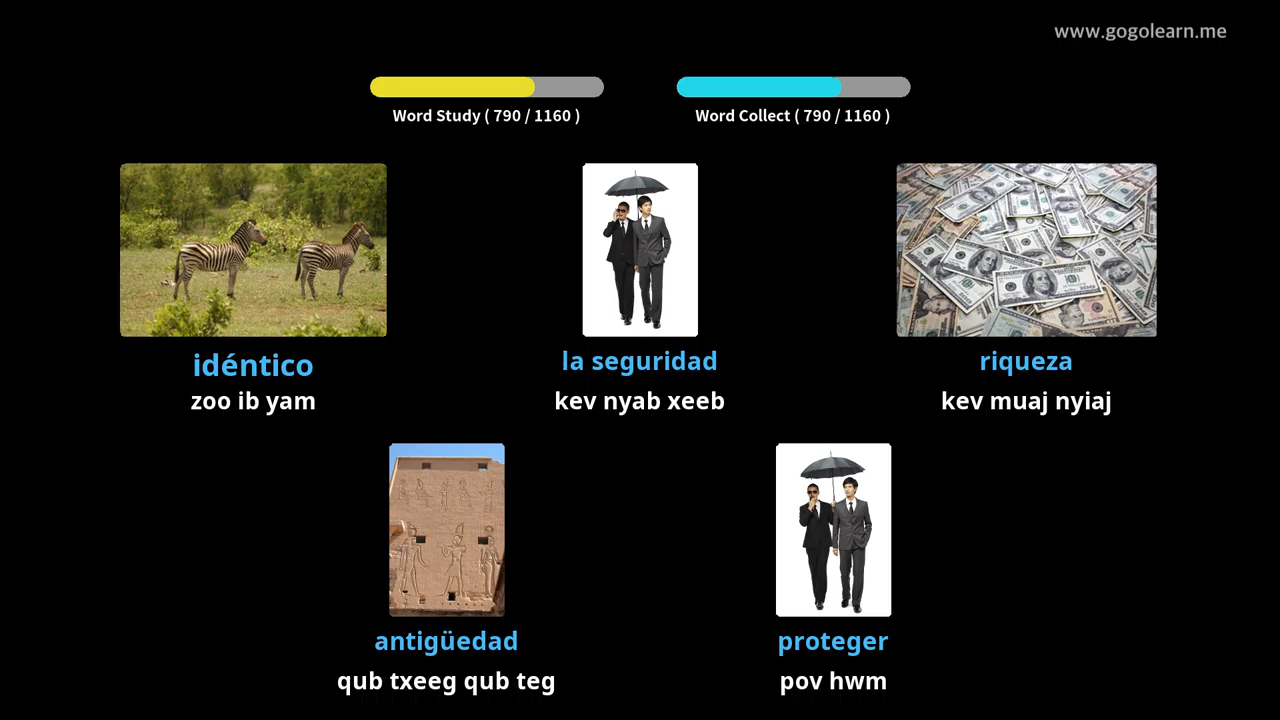 www.gogolearn.me
Word Study ( 790 / 1160 )
Word Collect ( 790 / 1160 )
idéntico
zoo ib yam
la seguridad
kev nyab xeeb
riqueza
kev muaj nyiaj
antigüedad
qub txeeg qub teg
proteger
pov hwm